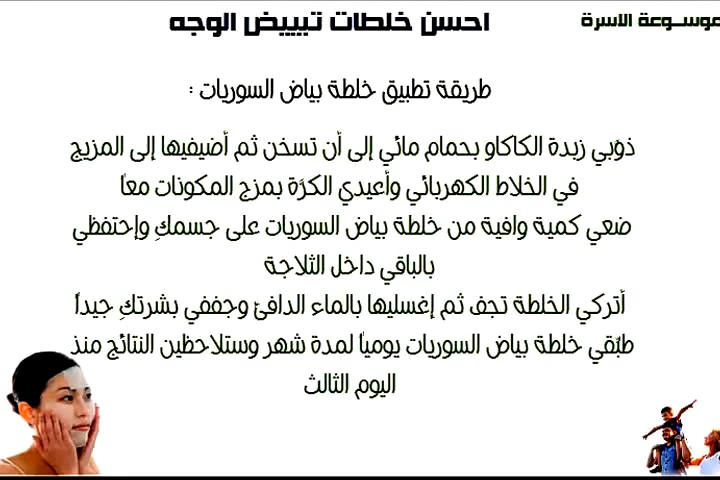 موسوعة الاسرة
احسن خلطات تبييض الوجه
طريقة تطبيق خلطة بياض السوريات :
ذوّبي زبدة الكاكاو بحمام مائي إلى أن تسخن ثم أضيفيها إلى المزيج
في الخلاط الكهربائي وأعيدي الكرّة بمزج المكونات معاً
ضعي كمية وافية من خلطة بياض السوريات على جسمكِ وإحتفظي
بالباقي داخل الثلاجة
أتركي الخلطة تجف ثم إغسليها بالماء الدافئ وجففي بشرتكِ جيداً
طبّقي خلطة بياض السوريات يومياً لمدة شهر وستلاحظين النتائج منذ
اليوم الثالث